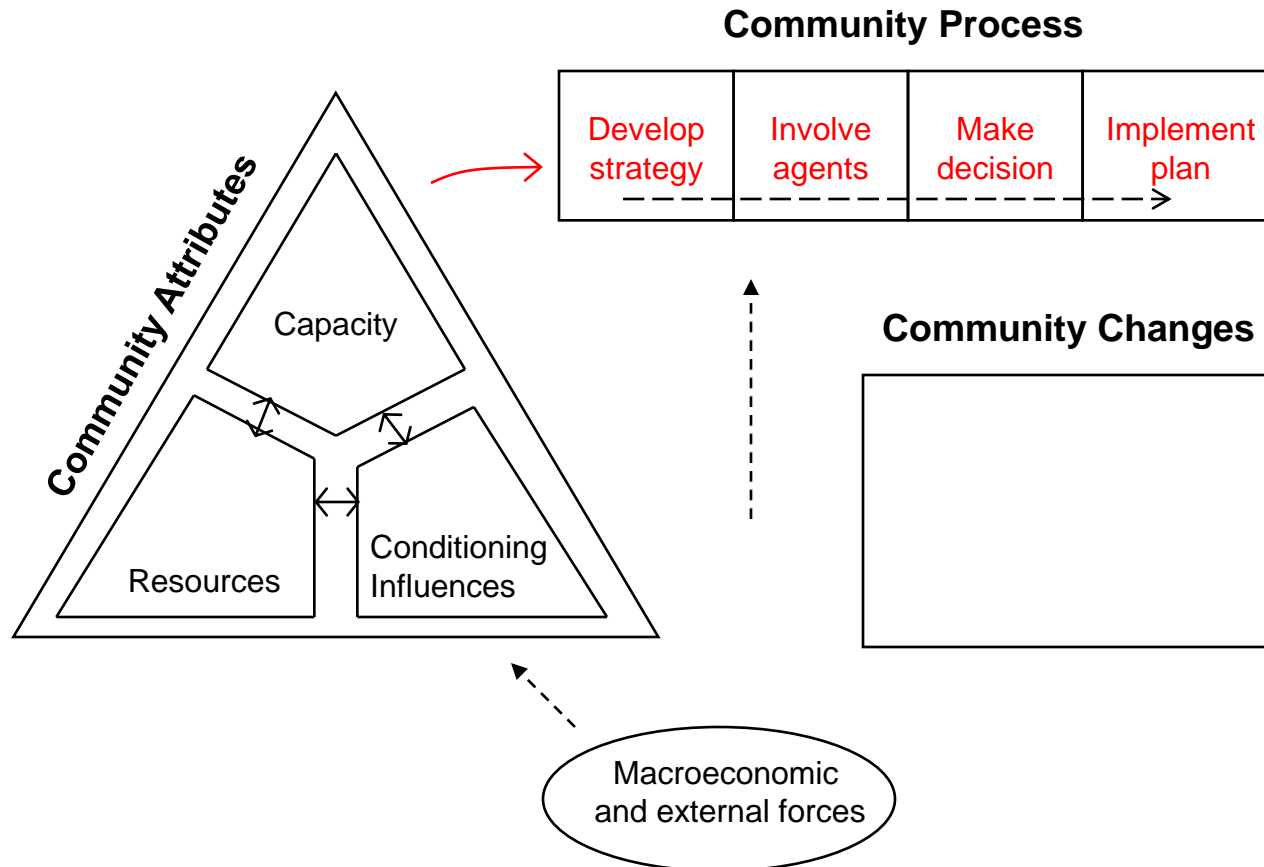 Community Process
Develop
strategy
Involve
agents
Make
decision
Implement
plan
Community Attributes
Capacity
Resources
Conditioning
Influences
Community Changes
Macroeconomic
and external forces